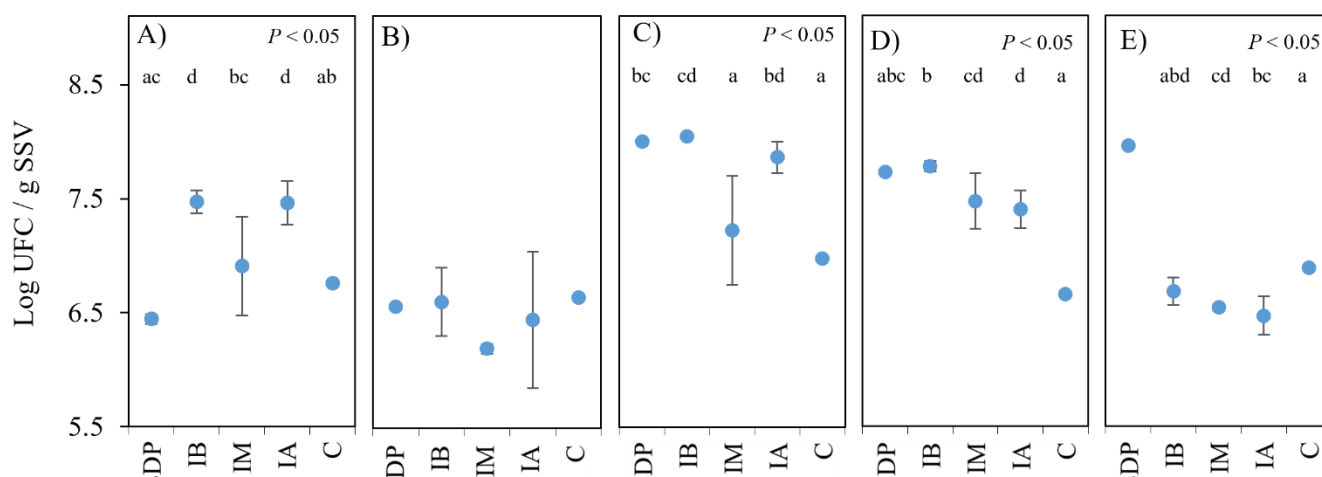 A) P < 0.05
ac d bc d ab
B)
C) P < 0.05
bc cd a bd a
D) P < 0.05
abc b cd d a
E) P < 0.05
abd cd bc a
Log UFC / g SSV
8.5
7.5
6.5
5.5
DP IB IM IA C
DP IB IM IA C
DP IB IM IA C
DP IB IM IA C
DP IB IM IA C